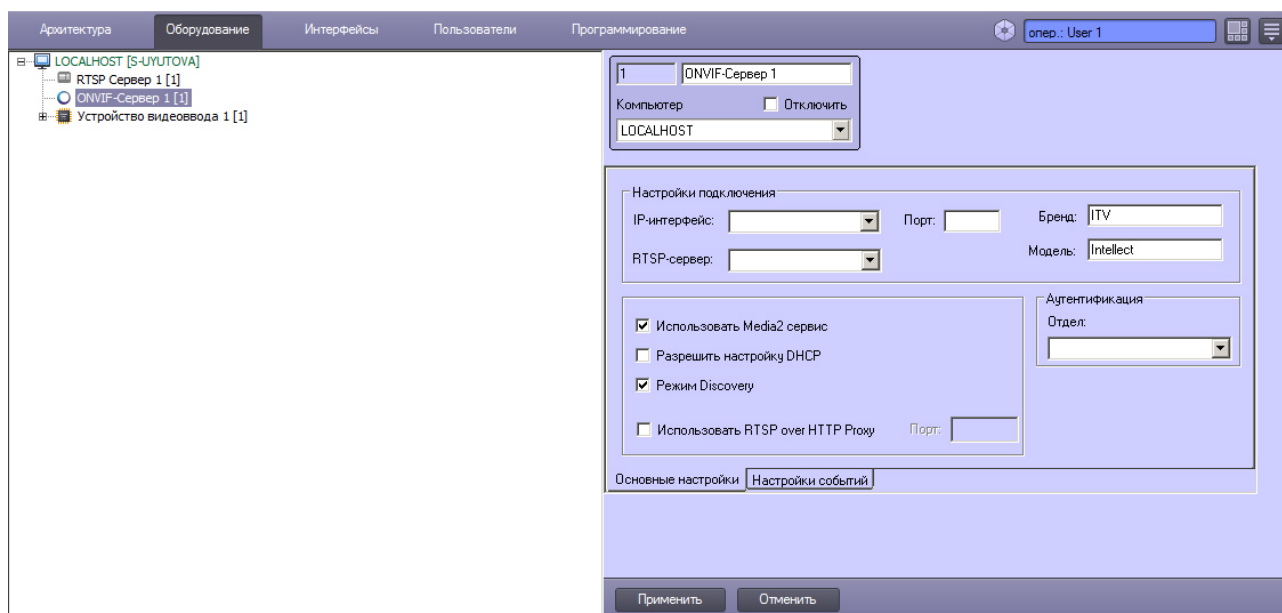 Архитектура Оборудование Интерфейсы Пользователи Программирование опер.: User 1
LOCALHOST [S-UYUTOVA]
RTSP Сервер 1 [1]
ONVIF-Сервер 1 [1]
Устройство видеоввода 1 [1]
1 ONVIF-Сервер 1
Компьютер Отключить
LOCALHOST
Настройки подключения
IP-интерфейс: Порт: Бренд: ITV
RTSP-сервер: Модель: Intellect
Использовать Media2 сервис
Разрешить настройку DHCP
Режим Discovery
Использовать RTSP over HTTP Proxy Порт:
Аутентификация
Отдел:
Основные настройки Настройки событий
Применить Отменить